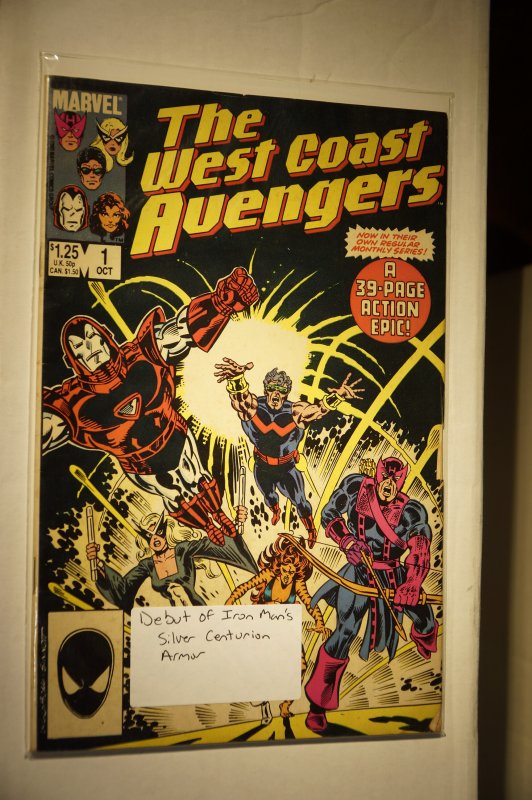 MARVEL
The
West Coast
Avengers
TM
$1.25
U.K. 50p
CAN. $1.50
1
OCT
NOW IN THEIR
OWN REGULAR
MONTHLY SERIES!
A
39-PAGE
ACTION
EPIC!
Debut of Iron Man's
Silver Centurion
Armor